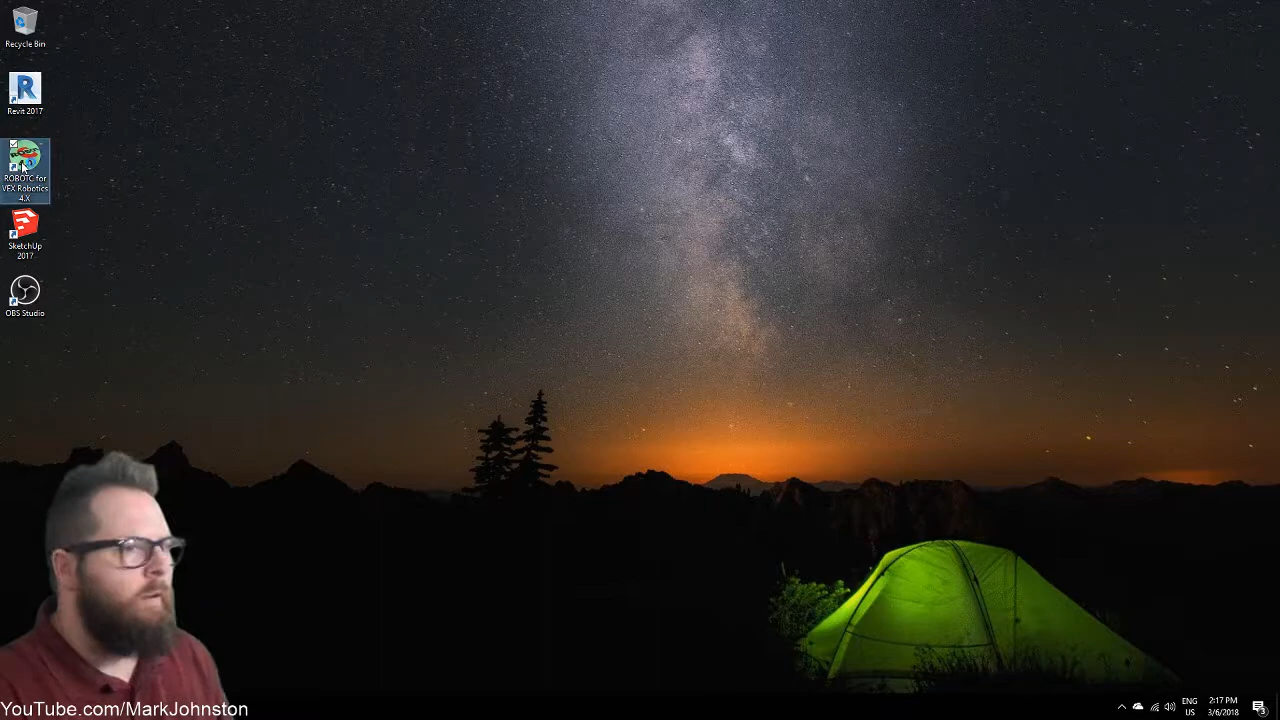 Recycle Bin
Revit 2017
ROBOTC for
VEX Robotics
4.X
SketchUp
2017
OBS Studio
YouTube.com/MarkJohnston
ENG
US
2:17 PM
3/6/2018